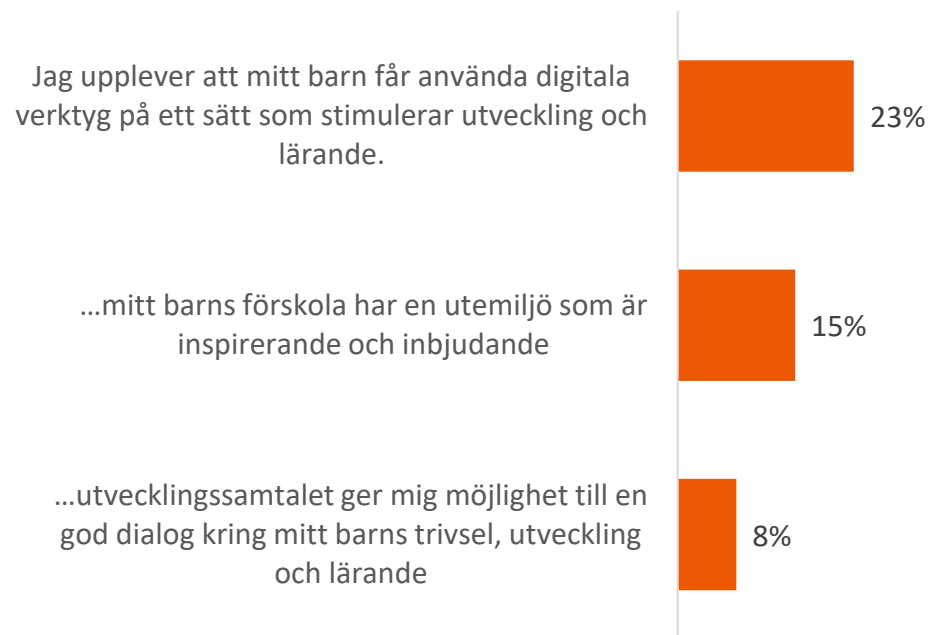 Jag upplever att mitt barn får använda digitala
verktyg på ett sätt som stimulerar utveckling och
lärande.
23%
...mitt barns förskola har en utemiljö som är
inspirerande och inbjudande
15%
...utvecklingssamtalet ger mig möjlighet till en
god dialog kring mitt barns trivsel, utveckling
och lärande
8%